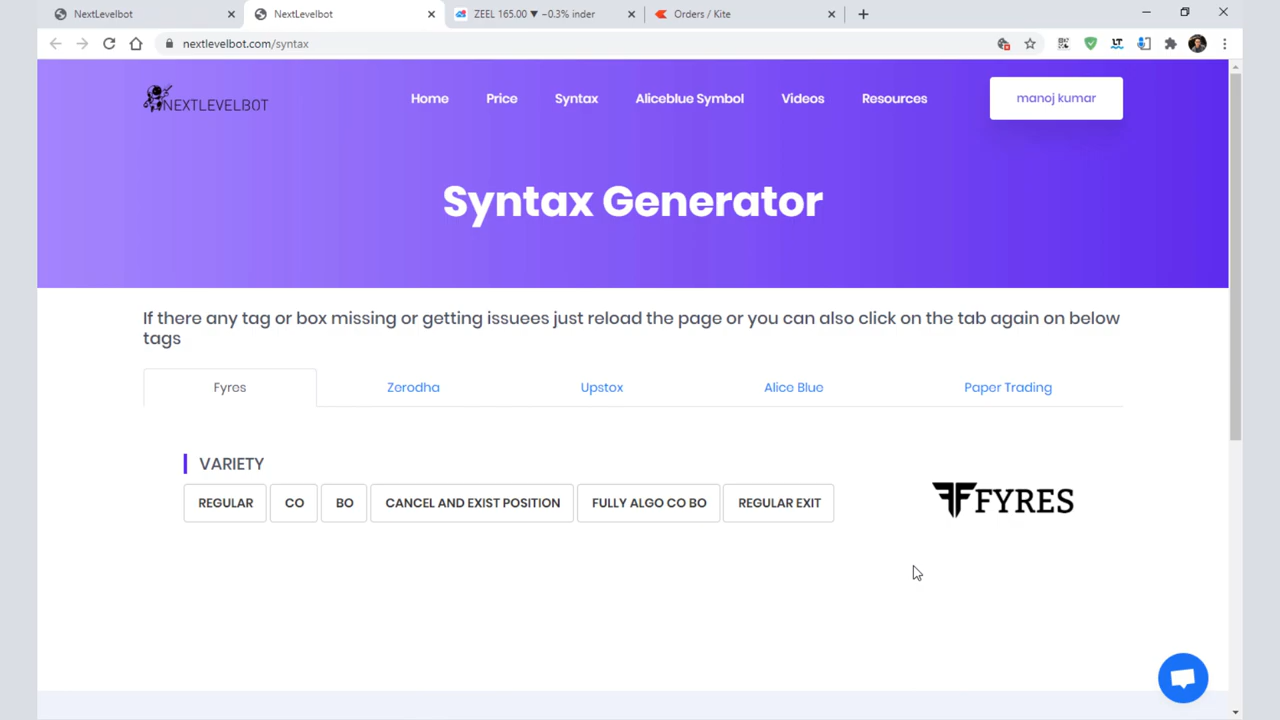 NextLevelbot
NextLevelbot
ZEEL 165.00 ▼ −0.3% inder
Orders / Kite
nextlevelbot.com/syntax
NEXTLEVELBOT
Home
Price
Syntax
Aliceblue Symbol
Videos
Resources
manoj kumar
Syntax Generator
If there any tag or box missing or getting issuees just reload the page or you can also click on the tab again on below
tags
Fyres
Zerodha
Upstox
Alice Blue
Paper Trading
VARIETY
REGULAR
CO
BO
CANCEL AND EXIST POSITION
FULLY ALGO CO BO
REGULAR EXIT
FYRES